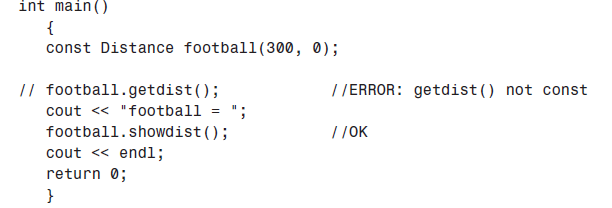 int main()
{
const Distance football(300, 0);
// football.getdist(); //ERROR: getdist() not const
cout << "football = ";
football.showdist(); //OK
cout << endl;
return 0;
}